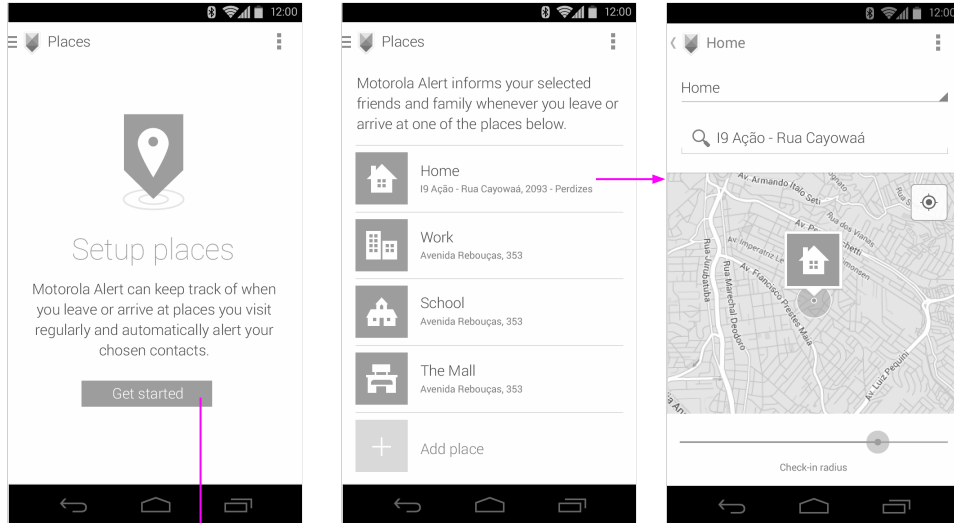 12:00
Places
Setup places
Motorola Alert can keep track of when
you leave or arrive at places you visit
regularly and automatically alert your
chosen contacts.
Get started
12:00
Places
Motorola Alert informs your selected
friends and family whenever you leave or
arrive at one of the places below.
Home
I9 Ação - Rua Cayowaá, 2093 - Perdizes
Work
Avenida Rebouças, 353
School
Avenida Rebouças, 353
The Mall
Avenida Rebouças, 353
Add place
12:00
Home
Home
I9 Ação - Rua Cayowaá
Av. Armando Ítalo Seti
Rua dos Vianas
Av. Imperatriz Le
Av. Francisco Prestes Maia
Rua Jurubatuba
Rua Marechal Deodoro
Av. Luiz Pequini
Check-in radius